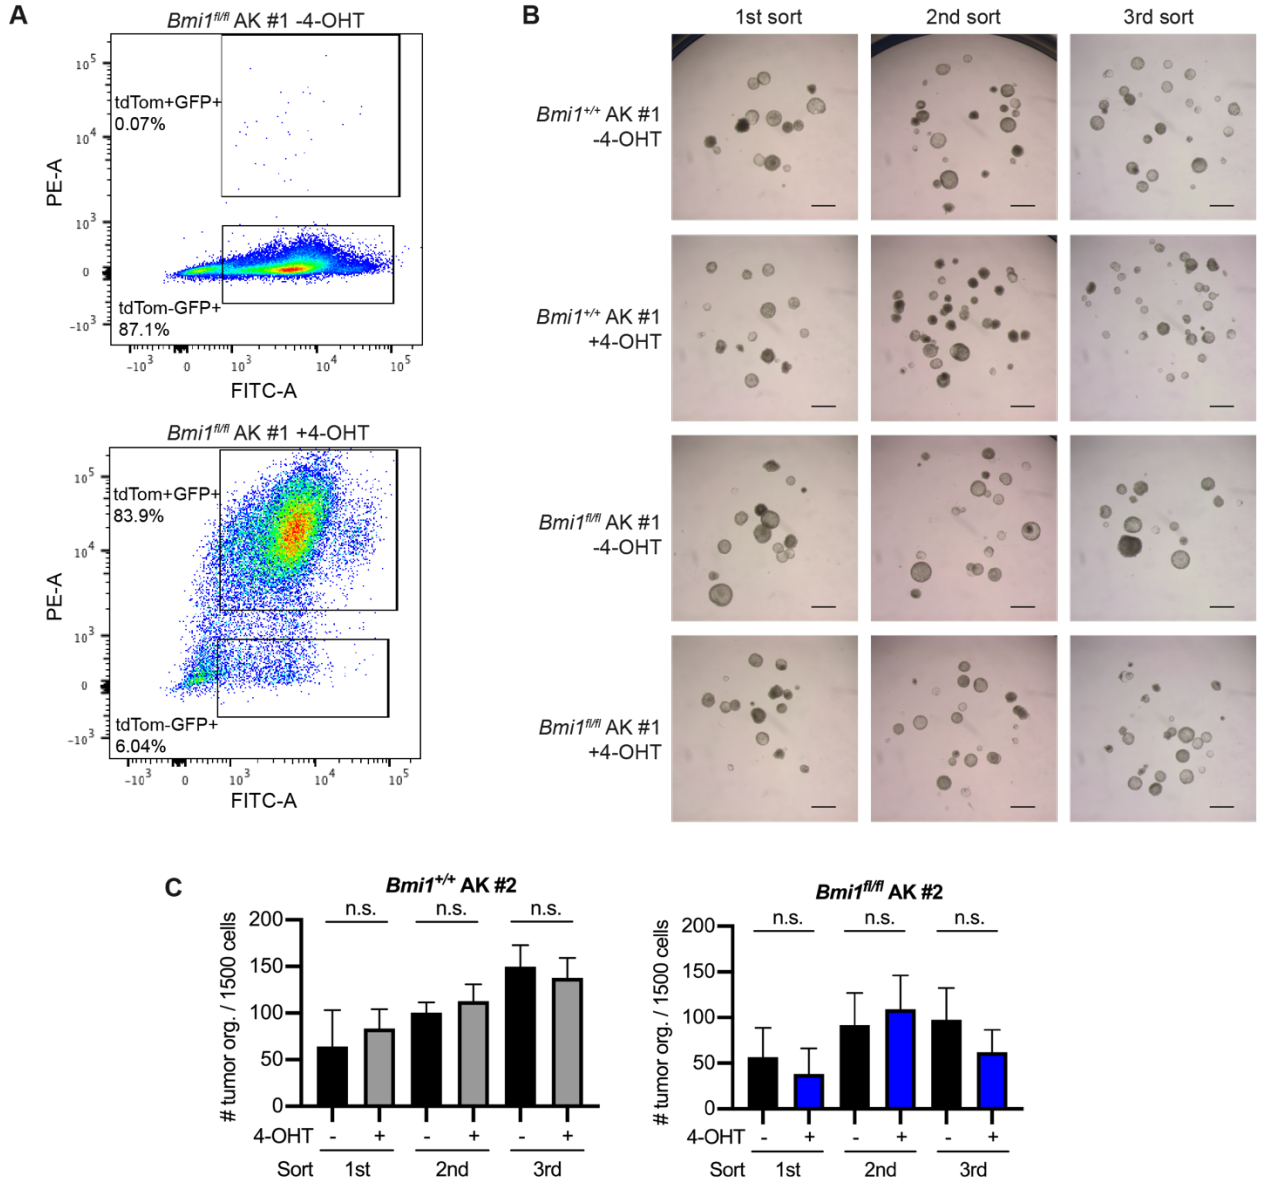 A
Bmi1fl/fl AK #1 -4-OHT
10^5
10^4
10^3
0
-10^3
PE-A
tdTom+GFP+
0.07%
tdTom-GFP+
87.1%
-10^3 0 10^3 10^4 10^5
FITC-A
Bmi1fl/fl AK #1 +4-OHT
10^5
10^4
10^3
0
-10^3
PE-A
tdTom+GFP+
83.9%
tdTom-GFP+
6.04%
-10^3 0 10^3 10^4 10^5
FITC-A
B
1st sort 2nd sort 3rd sort
Bmi1+/+ AK #1
-4-OHT
Bmi1+/+ AK #1
+4-OHT
Bmi1fl/fl AK #1
-4-OHT
Bmi1fl/fl AK #1
+4-OHT
C
Bmi1+/+ AK #2
# tumor org. / 1500 cells
200
150
100
50
0
n.s. n.s. n.s.
4-OHT - + - + - +
Sort 1st 2nd 3rd
Bmi1fl/fl AK #2
# tumor org. / 1500 cells
200
150
100
50
0
n.s. n.s. n.s.
4-OHT - + - + - +
Sort 1st 2nd 3rd